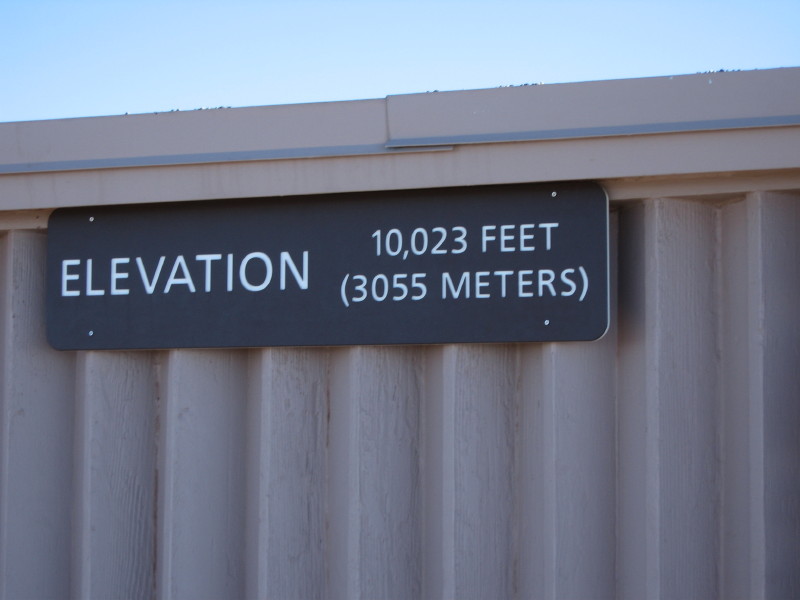 ELEVATION
10,023 FEET
(3055 METERS)